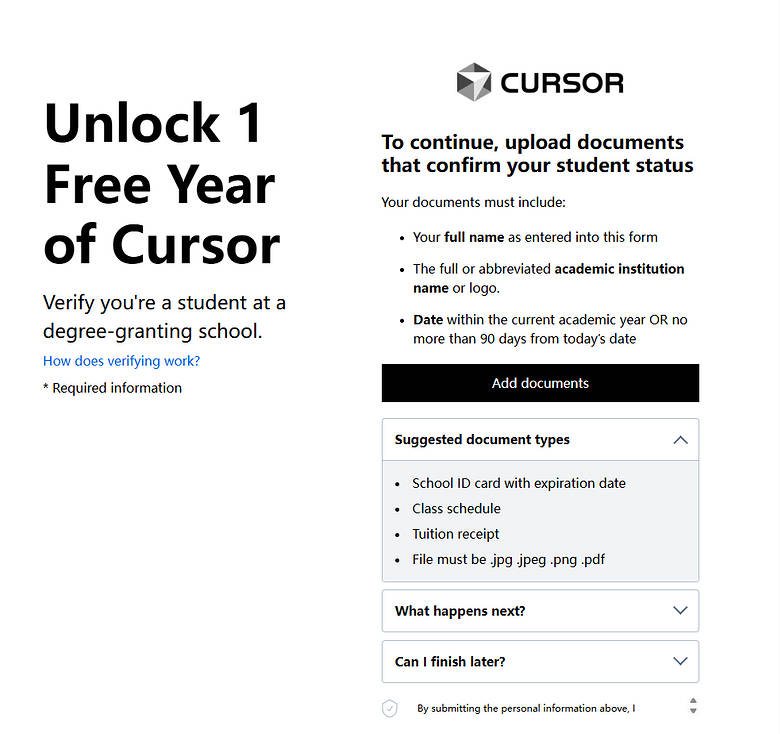 Unlock 1
Free Year
of Cursor
Verify you're a student at a
degree-granting school.
How does verifying work?
* Required information
CURSOR
To continue, upload documents
that confirm your student status
Your documents must include:
• Your full name as entered into this form
• The full or abbreviated academic institution
name or logo.
• Date within the current academic year OR no
more than 90 days from today's date
Add documents
Suggested document types
• School ID card with expiration date
• Class schedule
• Tuition receipt
• File must be .jpg .jpeg .png .pdf
What happens next?
Can I finish later?
By submitting the personal information above, I